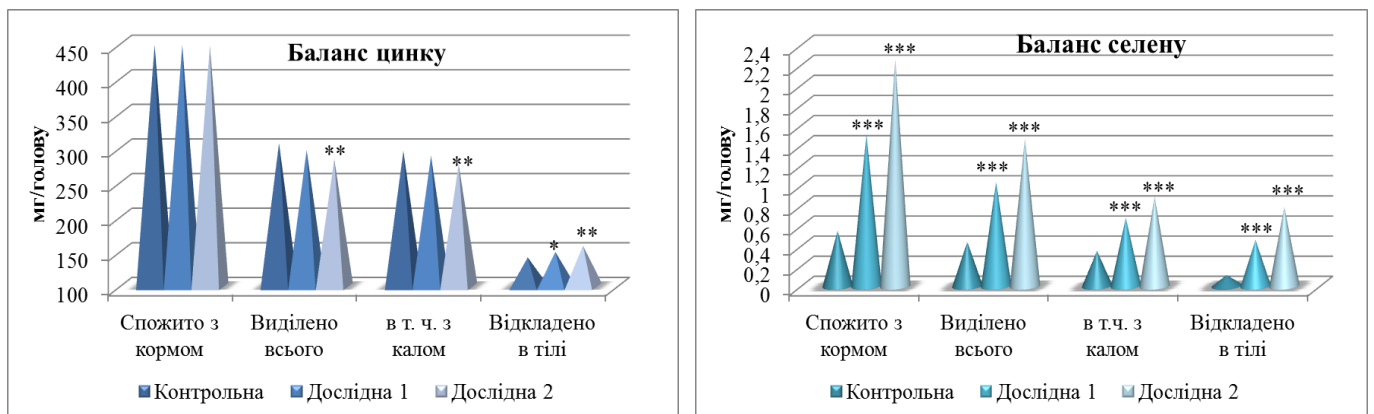 Баланс цинку
мг/голову
450
400
350
300
250
200
150
100
**
**
*
**
Спожито з
кормом
Виділено
всього
в т. ч. з
калом
Відкладено
в тілі
Контрольна
Дослідна 1
Дослідна 2
Баланс селену
мг/голову
2,4
2,2
2
1,8
1,6
1,4
1,2
1
0,8
0,6
0,4
0,2
0
***
***
***
***
***
***
***
***
Спожито з
кормом
Виділено
всього
в т.ч. з
калом
Відкладено
в тілі
Контрольна
Дослідна 1
Дослідна 2